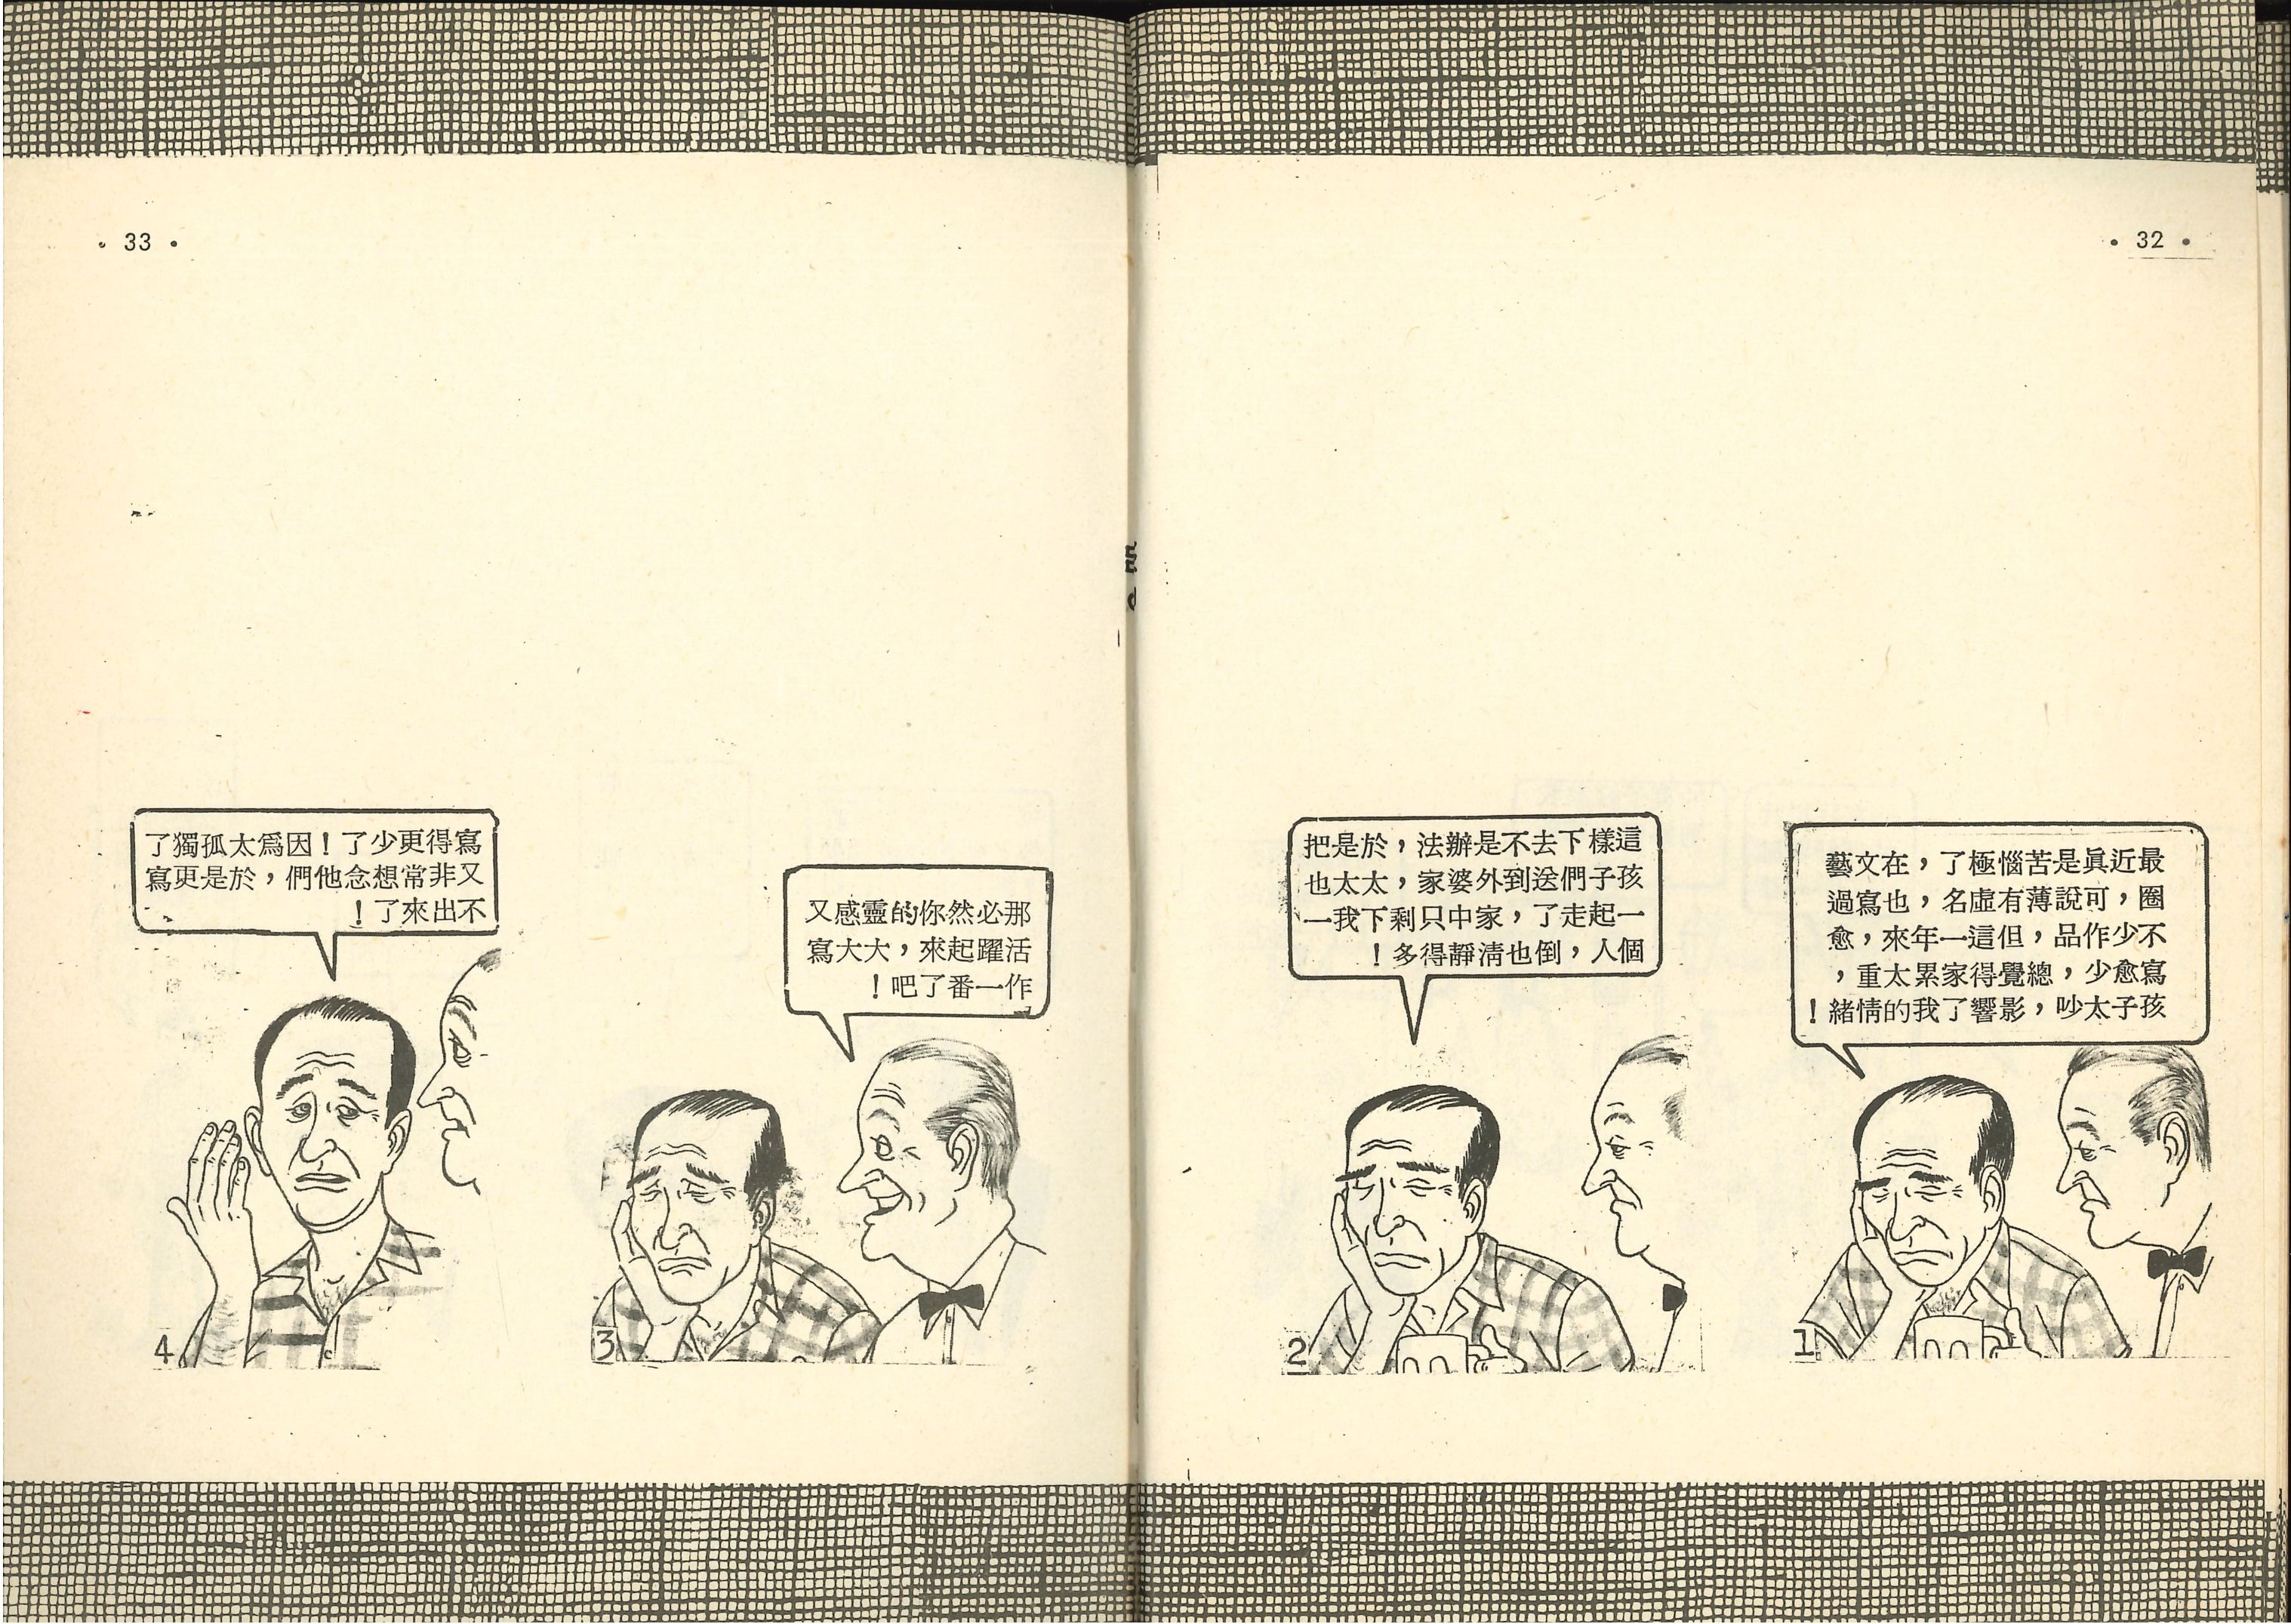 • 32 •
最近眞是苦惱極了，在文藝
圈，可說薄有虛名，也寫過
不少作品，但這一年來，愈
寫愈少，總覺得家累太重，
孩子太吵，影響了我的情緒！
1
這樣下去不是辦法，於是把
孩子們送到外婆家，太太也
一起走了，家中只剩下我一
個人，倒也清靜得多！
2
• 33 •
那必然你的靈感又
活躍起來，大大寫
作一番了吧！
3
寫得更少了！因爲太孤獨了
又非常想念他們，於是更寫
不出來了！
4